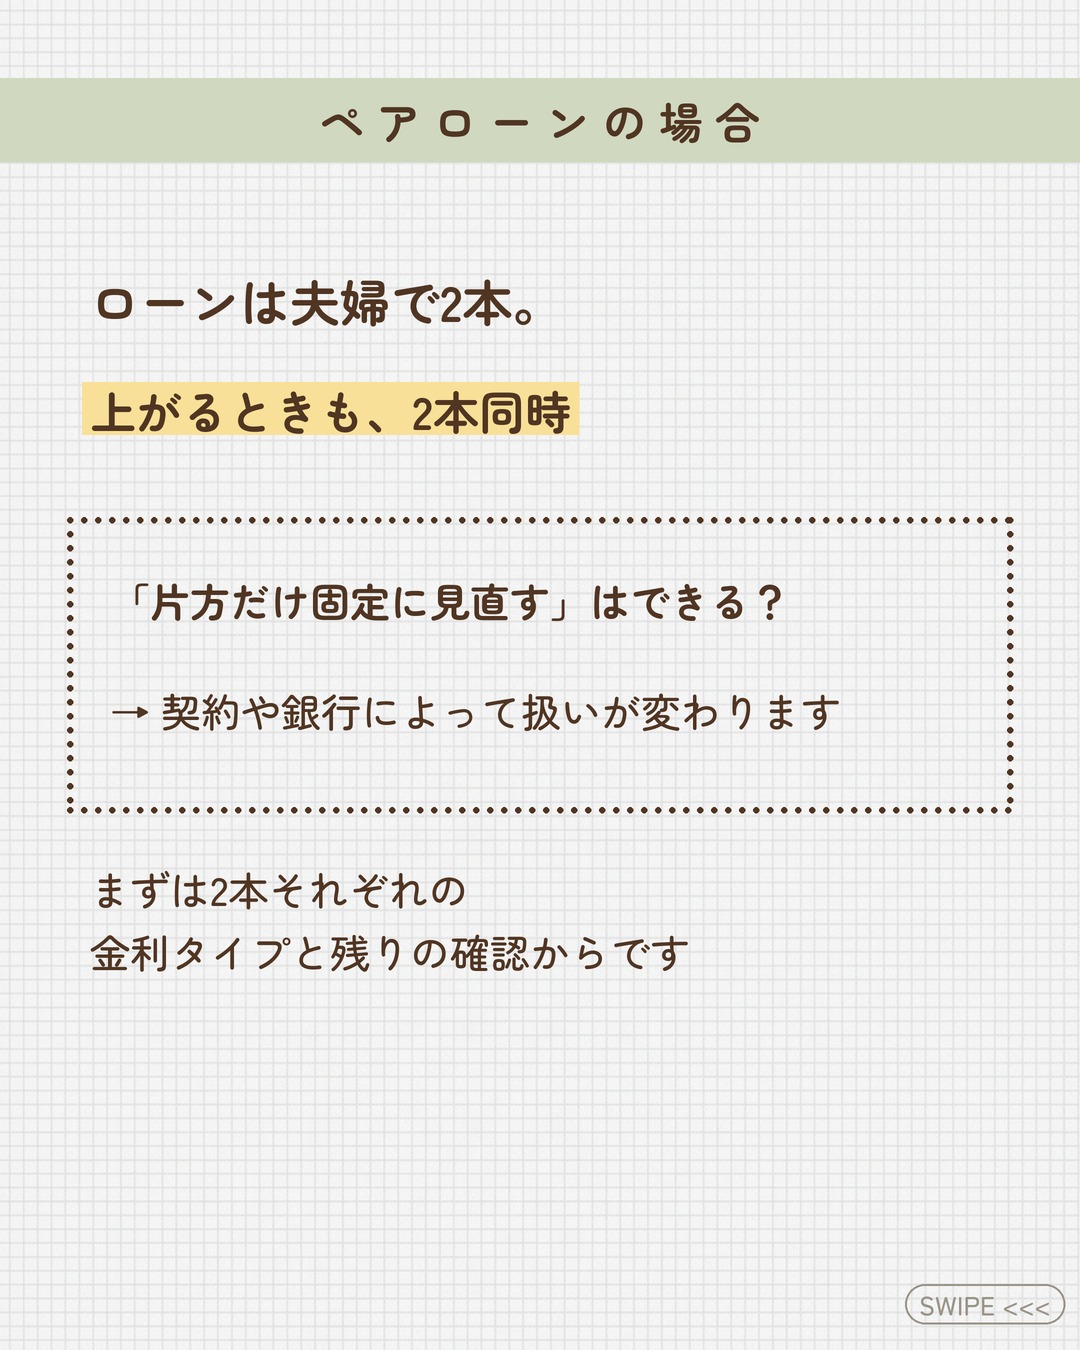 ペアローンの場合
ローンは夫婦で2本。
上がるときも、2本同時
「片方だけ固定に見直す」はできる？
→ 契約や銀行によって扱いが変わります
まずは2本それぞれの
金利タイプと残りの確認からです
SWIPE <<<